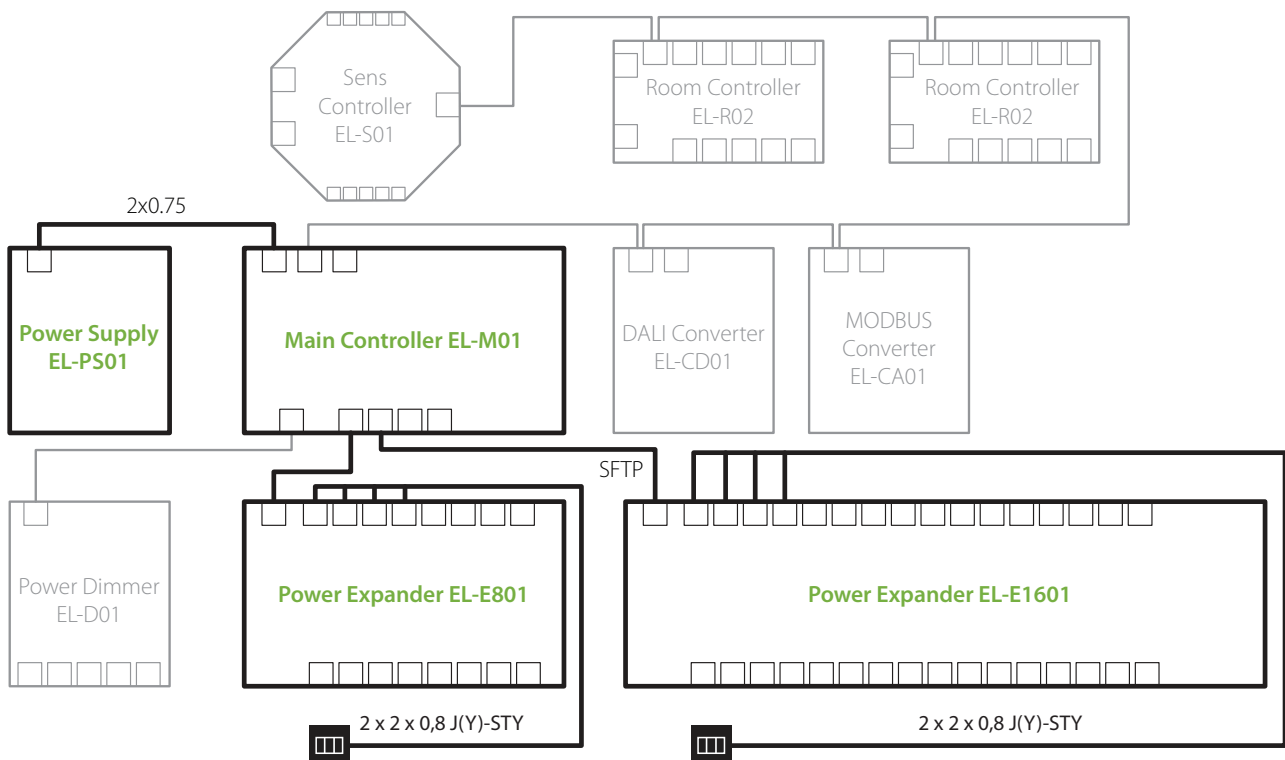 Sens
Controller
EL-S01
Room Controller
EL-R02
Room Controller
EL-R02
2x0.75
Power Supply
EL-PS01
Main Controller EL-M01
DALI Converter
EL-CD01
MODBUS
Converter
EL-CA01
SFTP
Power Dimmer
EL-D01
Power Expander EL-E801
Power Expander EL-E1601
2 x 2 x 0,8 J(Y)-STY
2 x 2 x 0,8 J(Y)-STY